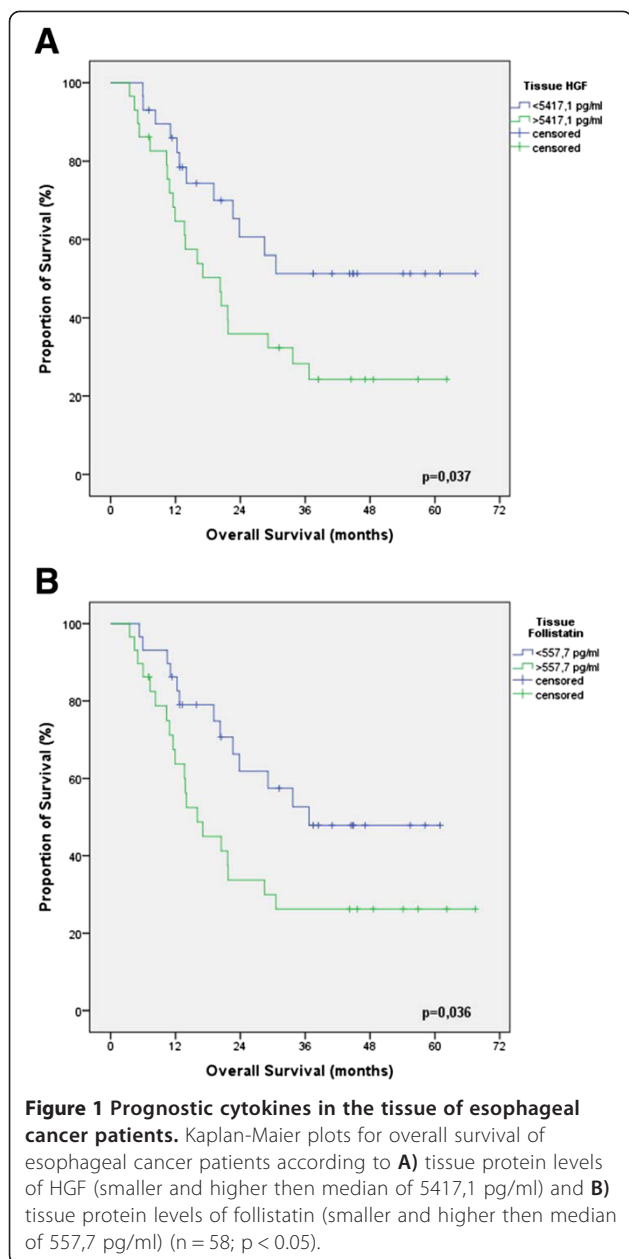 A
Tissue HGF
<5417,1 pg/ml
>5417,1 pg/ml
censored
censored
100
80
60
40
20
0
Proportion of Survival (%)
p=0,037
0 12 24 36 48 60 72
Overall Survival (months)
B
Tissue
Follistatin
<557,7 pg/ml
>557,7 pg/ml
censored
censored
100
80
60
40
20
0
Proportion of Survival (%)
p=0,036
0 12 24 36 48 60 72
Overall Survival (months)
Figure 1 Prognostic cytokines in the tissue of esophageal
cancer patients. Kaplan-Maier plots for overall survival of
esophageal cancer patients according to A) tissue protein levels
of HGF (smaller and higher then median of 5417,1 pg/ml) and B)
tissue protein levels of follistatin (smaller and higher then median
of 557,7 pg/ml) (n = 58; p < 0.05).